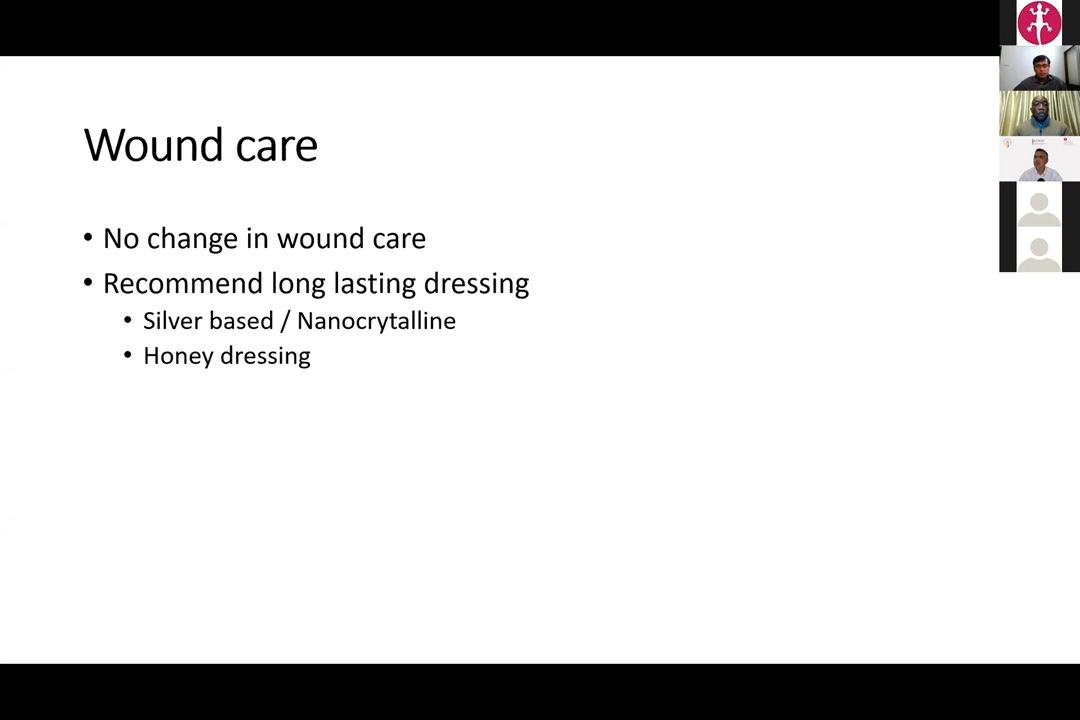 Wound care
• No change in wound care
• Recommend long lasting dressing
• Silver based / Nanocrytalline
• Honey dressing